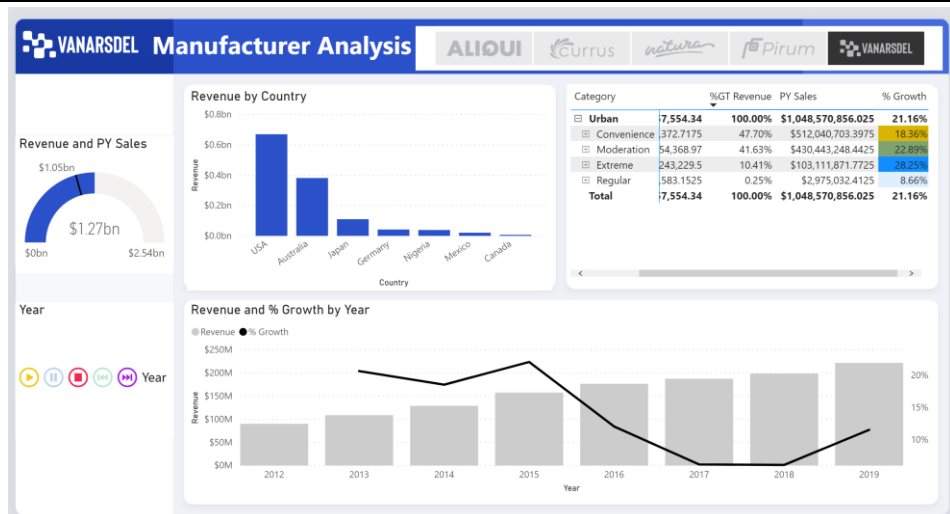 VANARSDEL Manufacturer Analysis
ALIQUI
Currus
natura
Pirum
VANARSDEL
Revenue and PY Sales
$1.05bn
$1.27bn
$0bn $2.54bn
Year
Year
Revenue by Country
$0.8bn
$0.6bn
$0.4bn
$0.2bn
$0.0bn
Revenue
USA Australia Japan Germany Nigeria Mexico Canada
Country
Category %GT Revenue PY Sales % Growth
Urban 7,554.34 100.00% $1,048,570,856.025 21.16%
Convenience ,372.7175 47.70% $512,040,703.3975 18.36%
Moderation 54,368.97 41.63% $430,443,248.4425 22.89%
Extreme 243,229.5 10.41% $103,111,871.7725 28.25%
Regular ,583.1525 0.25% $2,975,032.4125 8.66%
Total 7,554.34 100.00% $1,048,570,856.025 21.16%
Revenue and % Growth by Year
Revenue % Growth
$250M
$200M
$150M
$100M
$50M
$0M
Revenue
20%
15%
10%
2012 2013 2014 2015 2016 2017 2018 2019
Year